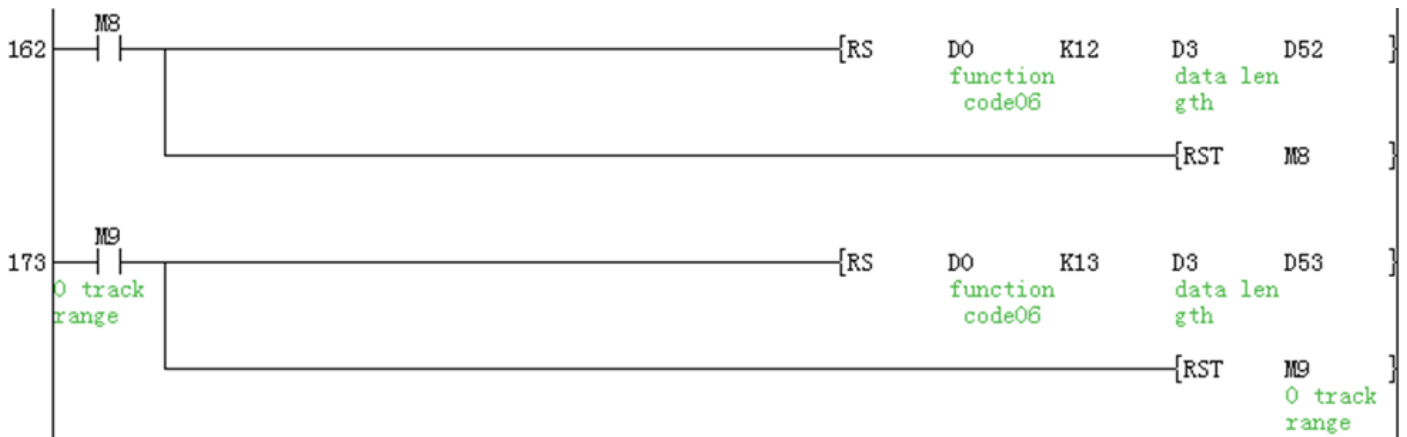 M8
162 [RS D0 K12 D3 D52 ]
function data len
code06 gth
[RST M8 ]
M9
173 [RS D0 K13 D3 D53 ]
0 track function data len
range code06 gth
[RST M9 ]
0 track
range